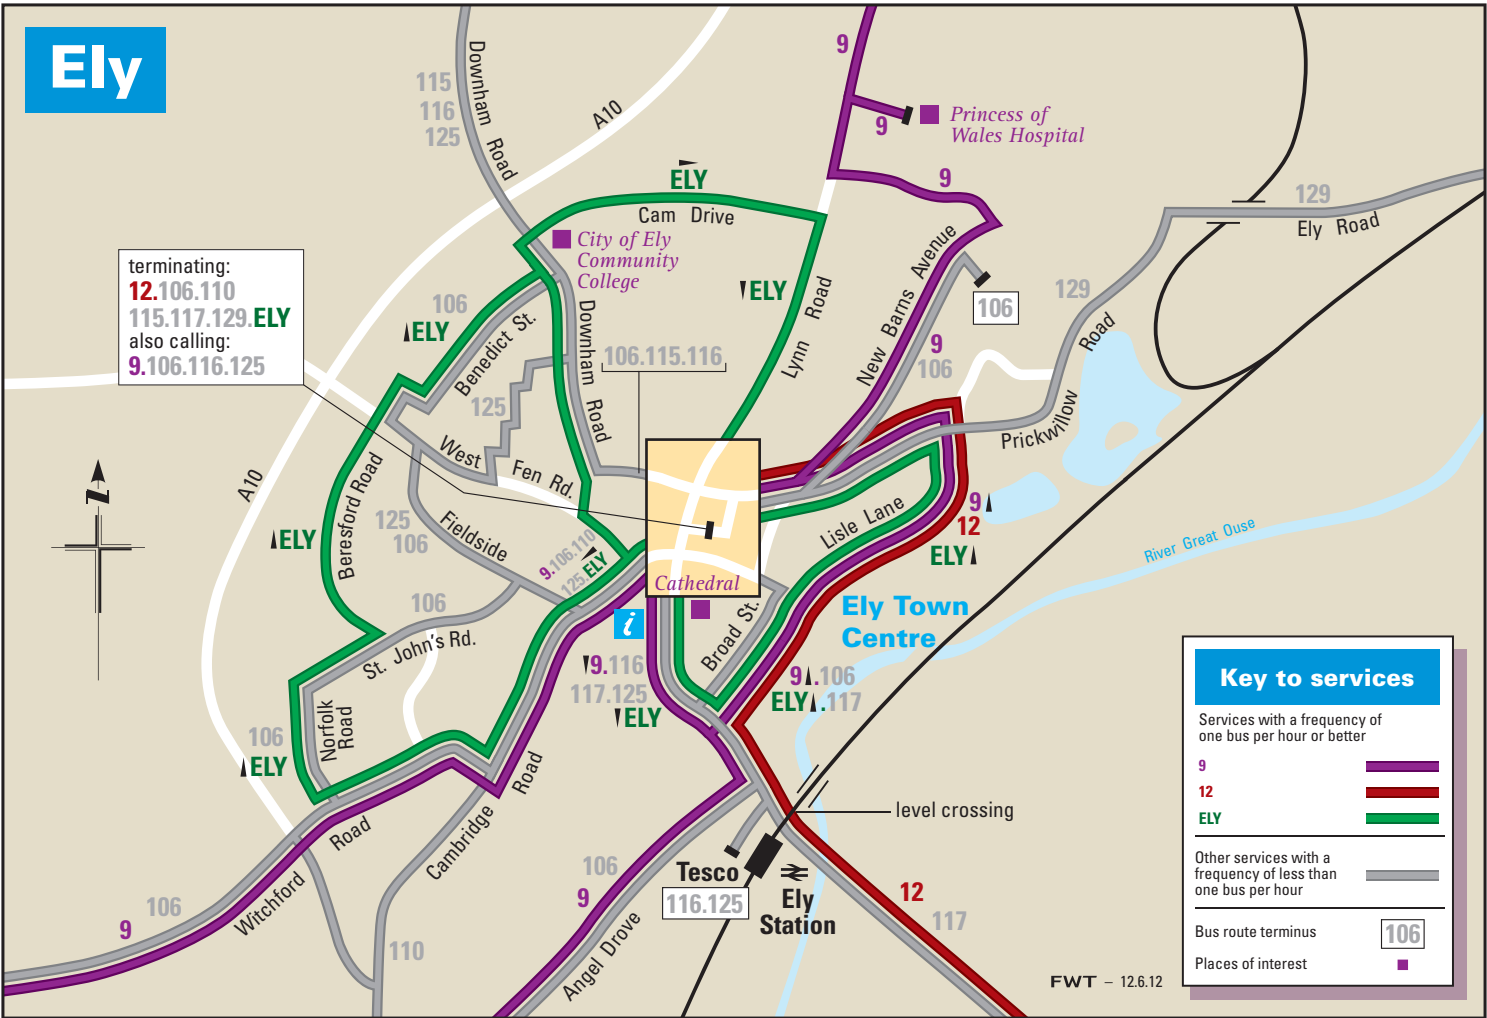 Ely
115
116
125
Downham Road
A10
9
9
Princess of
Wales Hospital
ELY
Cam Drive
9
129
Ely Road
City of Ely
Community
College
terminating:
12.106.110
115.117.129.ELY
also calling:
9.106.116.125
106
ELY
Benedict St.
Downham Road
106.115.116
ELY
Lynn Road
New Barns Avenue
106
129
9
106
Prickwillow Road
125
West Fen Rd.
A10
Beresford Road
ELY
125
106
Fieldside
9.106.110
125.ELY
Lisle Lane
9
12
ELY
River Great Ouse
Cathedral
i
Broad St.
Ely Town
Centre
106
St. John's Rd.
9.116
117.125
ELY
9.106
ELY.117
Norfolk
Road
106
ELY
Witchford Road
Cambridge Road
level crossing
106
9
Tesco
116.125
Ely
Station
12
117
106
9
110
Angel Drove
N
Key to services
Services with a frequency of
one bus per hour or better
9
12
ELY
Other services with a
frequency of less than
one bus per hour
Bus route terminus
106
Places of interest
FWT – 12.6.12